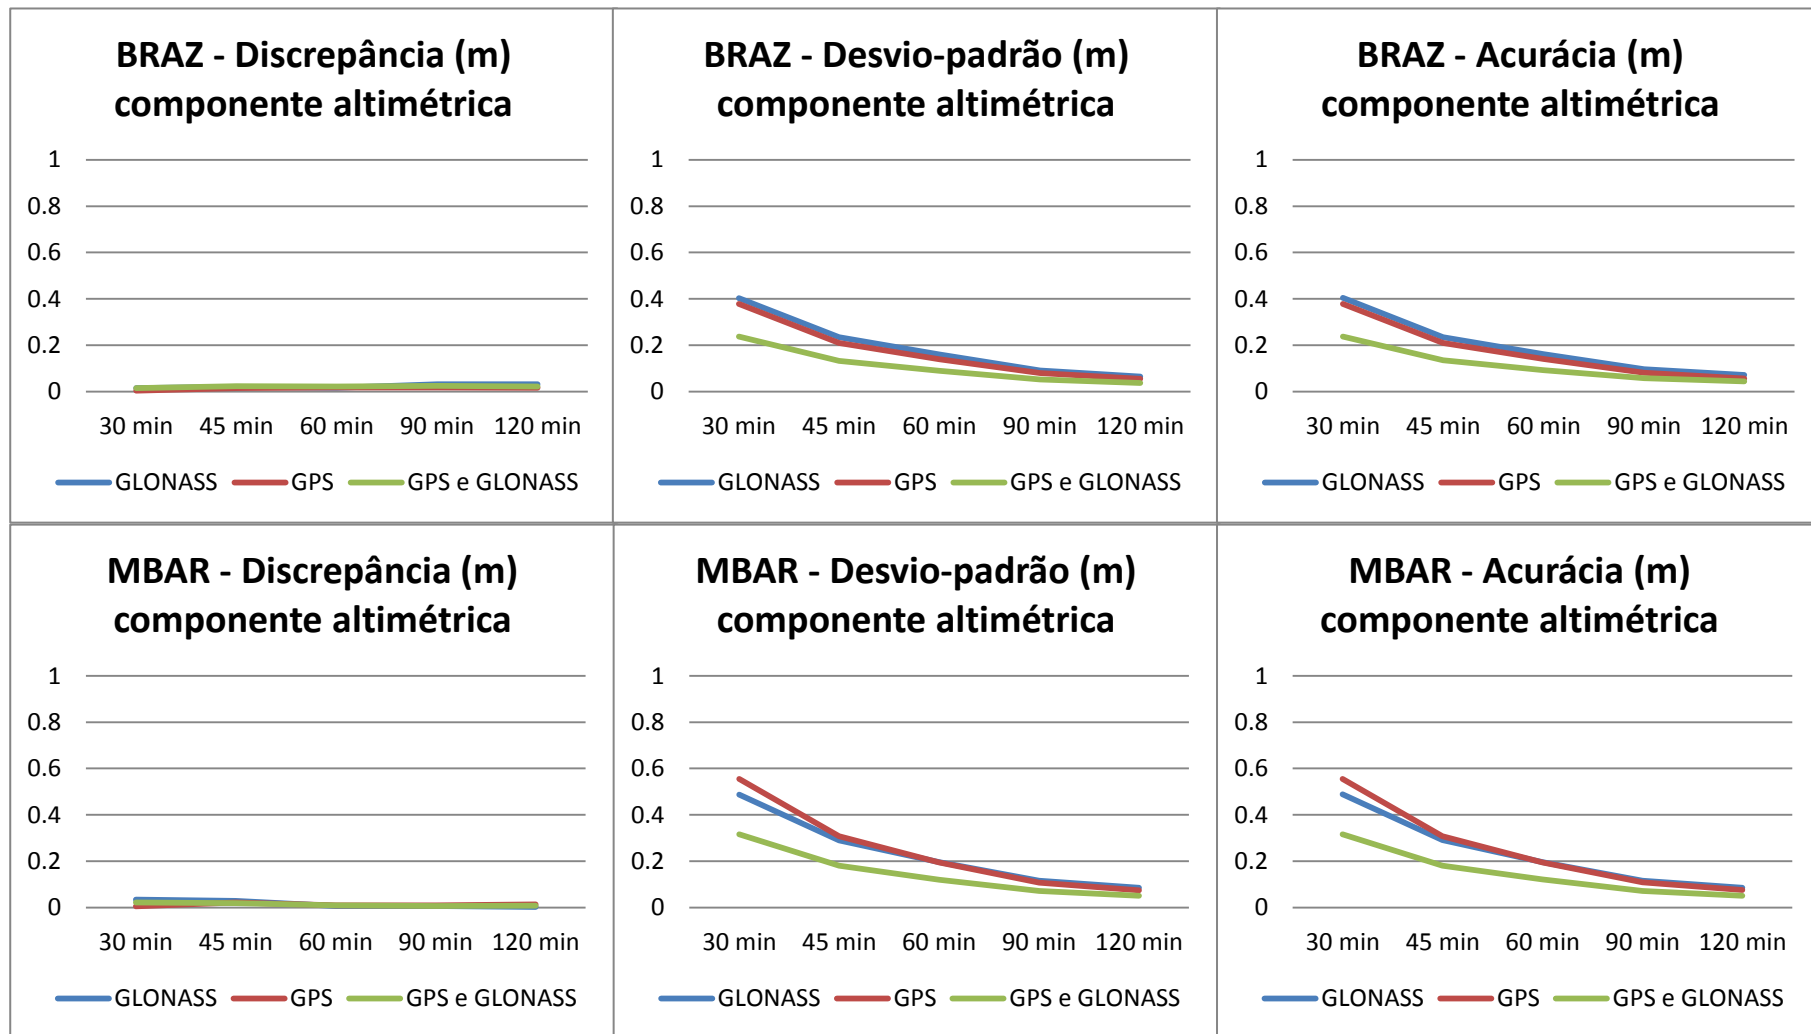 BRAZ - Discrepância (m)
componente altimétrica
1
0.8
0.6
0.4
0.2
0
30 min 45 min 60 min 90 min 120 min
GLONASS GPS GPS e GLONASS
BRAZ - Desvio-padrão (m)
componente altimétrica
1
0.8
0.6
0.4
0.2
0
30 min 45 min 60 min 90 min 120 min
GLONASS GPS GPS e GLONASS
BRAZ - Acurácia (m)
componente altimétrica
1
0.8
0.6
0.4
0.2
0
30 min 45 min 60 min 90 min 120 min
GLONASS GPS GPS e GLONASS
MBAR - Discrepância (m)
componente altimétrica
1
0.8
0.6
0.4
0.2
0
30 min 45 min 60 min 90 min 120 min
GLONASS GPS GPS e GLONASS
MBAR - Desvio-padrão (m)
componente altimétrica
1
0.8
0.6
0.4
0.2
0
30 min 45 min 60 min 90 min 120 min
GLONASS GPS GPS e GLONASS
MBAR - Acurácia (m)
componente altimétrica
1
0.8
0.6
0.4
0.2
0
30 min 45 min 60 min 90 min 120 min
GLONASS GPS GPS e GLONASS